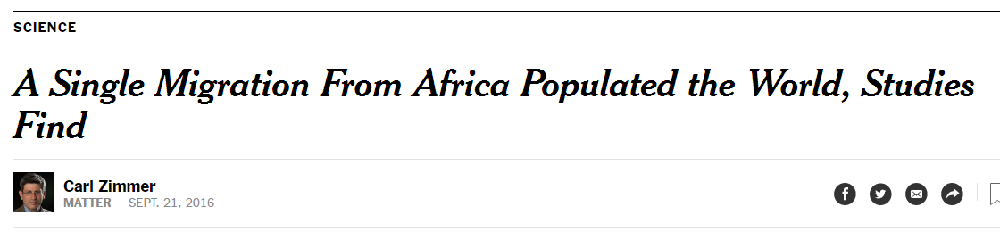 SCIENCE
A Single Migration From Africa Populated the World, Studies
Find
Carl Zimmer
MATTER SEPT. 21, 2016